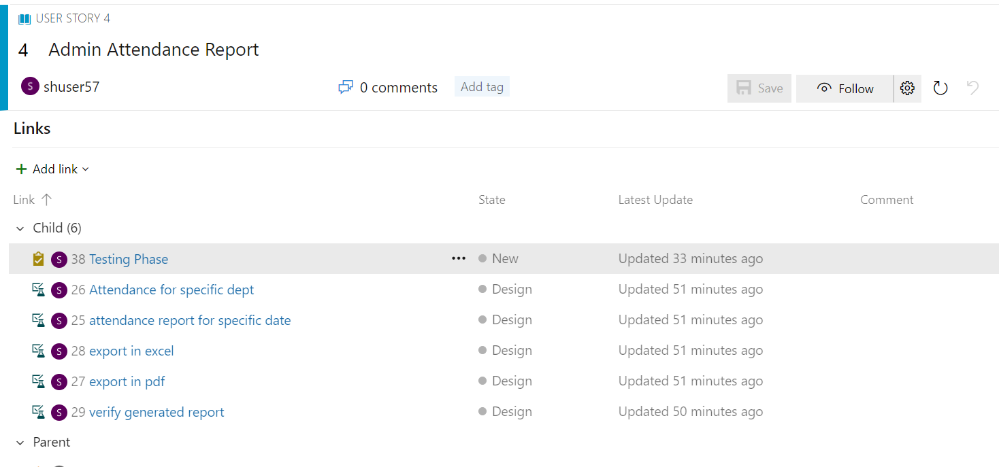 USER STORY 4
4 Admin Attendance Report
S shuser57 0 comments Add tag Save Follow
Links
+ Add link
Link State Latest Update Comment
Child (6)
S 38 Testing Phase ••• New Updated 33 minutes ago
S 26 Attendance for specific dept Design Updated 51 minutes ago
S 25 attendance report for specific date Design Updated 51 minutes ago
S 28 export in excel Design Updated 51 minutes ago
S 27 export in pdf Design Updated 51 minutes ago
S 29 verify generated report Design Updated 50 minutes ago
Parent